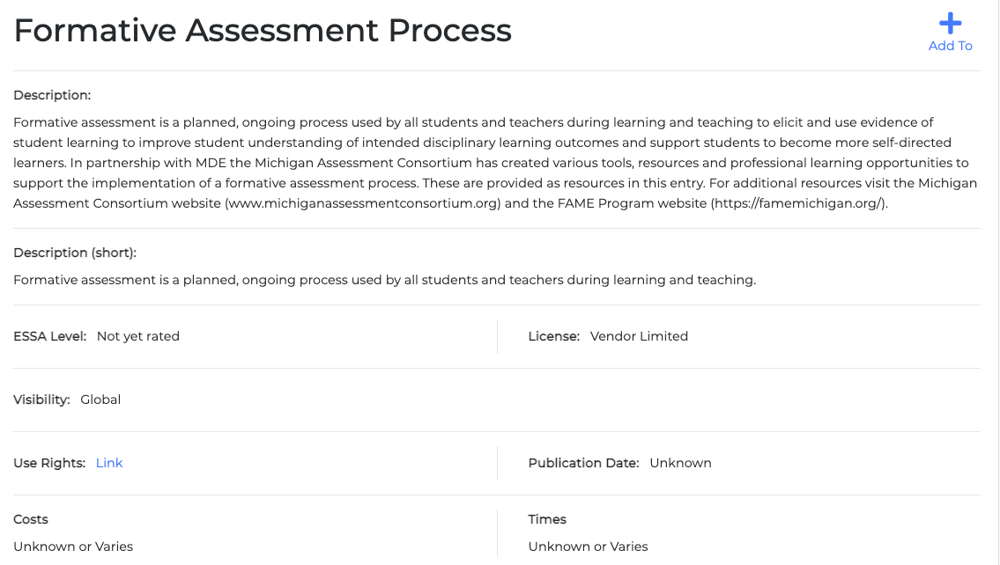 Formative Assessment Process
Add To
Description:
Formative assessment is a planned, ongoing process used by all students and teachers during learning and teaching to elicit and use evidence of
student learning to improve student understanding of intended disciplinary learning outcomes and support students to become more self-directed
learners. In partnership with MDE the Michigan Assessment Consortium has created various tools, resources and professional learning opportunities to
support the implementation of a formative assessment process. These are provided as resources in this entry. For additional resources visit the Michigan
Assessment Consortium website (www.michiganassessmentconsortium.org) and the FAME Program website (https://famemichigan.org/).
Description (short):
Formative assessment is a planned, ongoing process used by all students and teachers during learning and teaching.
ESSA Level: Not yet rated
License: Vendor Limited
Visibility: Global
Use Rights: Link
Publication Date: Unknown
Costs
Unknown or Varies
Times
Unknown or Varies